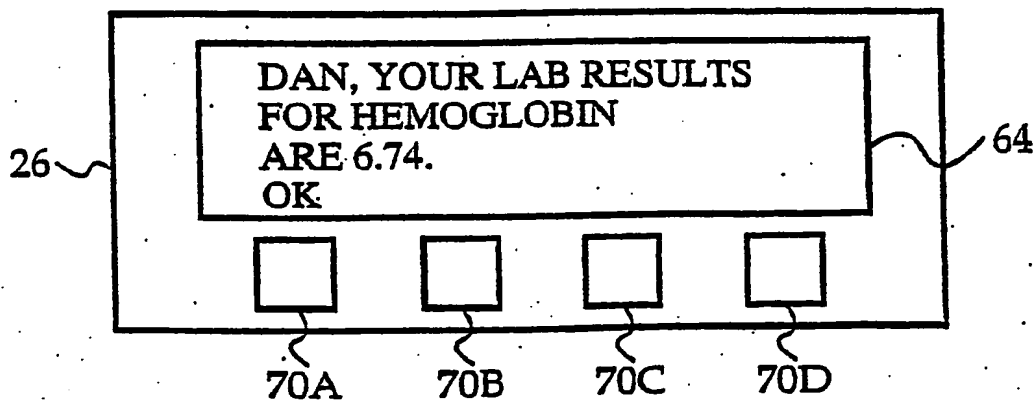 DAN, YOUR LAB RESULTS
FOR HEMOGLOBIN
ARE 6.74.
OK
26
64
70A 70B 70C 70D